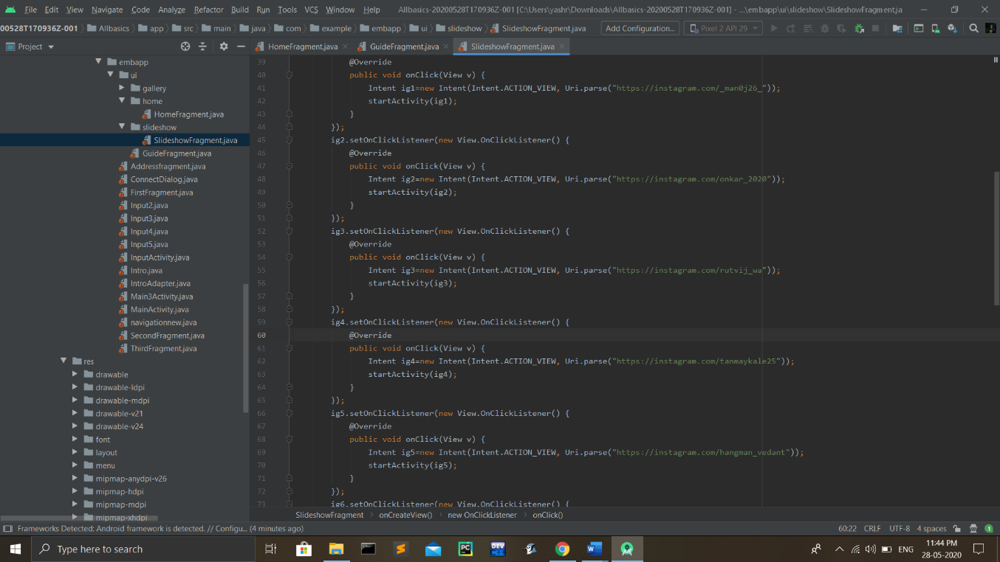 File Edit View Navigate Code Analyze Refactor Build Run Tools VCS Window Help Allbasics-20200528T170936Z-001 [C:\Users\yashr\Downloads\Allbasics-20200528T170936Z-001] - ...\embapp\ui\slideshow\SlideshowFragment.ja
00528T170936Z-001 Allbasics app src main java com example embapp ui slideshow SlideshowFragment.java Add Configuration... Pixel 2 API 29
Project HomeFragment.java GuideFragment.java SlideshowFragment.java
embapp
ui
gallery
home
HomeFragment.java
slideshow
SlideshowFragment.java
GuideFragment.java
Addressfragment.java
ConnectDialog.java
FirstFragment.java
Input2.java
Input3.java
Input4.java
Input5.java
InputActivity.java
Intro.java
IntroAdapter.java
Main3Activity.java
MainActivity.java
navigationnew.java
SecondFragment.java
ThirdFragment.java
res
drawable
drawable-ldpi
drawable-mdpi
drawable-v21
drawable-v24
font
layout
menu
mipmap-anydpi-v26
mipmap-hdpi
mipmap-mdpi
mipmap-xhdpi
39 @Override
40 public void onClick(View v) {
41 Intent ig1=new Intent(Intent.ACTION_VIEW, Uri.parse("https://instagram.com/_man0j26_"));
42 startActivity(ig1);
43 }
44 });
45 ig2.setOnClickListener(new View.OnClickListener() {
46 @Override
47 public void onClick(View v) {
48 Intent ig2=new Intent(Intent.ACTION_VIEW, Uri.parse("https://instagram.com/onkar_2020"));
49 startActivity(ig2);
50 }
51 });
52 ig3.setOnClickListener(new View.OnClickListener() {
53 @Override
54 public void onClick(View v) {
55 Intent ig3=new Intent(Intent.ACTION_VIEW, Uri.parse("https://instagram.com/rutvij_wa"));
56 startActivity(ig3);
57 }
58 });
59 ig4.setOnClickListener(new View.OnClickListener() {
60 @Override
61 public void onClick(View v) {
62 Intent ig4=new Intent(Intent.ACTION_VIEW, Uri.parse("https://instagram.com/tanmaykale25"));
63 startActivity(ig4);
64 }
65 });
66 ig5.setOnClickListener(new View.OnClickListener() {
67 @Override
68 public void onClick(View v) {
69 Intent ig5=new Intent(Intent.ACTION_VIEW, Uri.parse("https://instagram.com/hangman_vedant"));
70 startActivity(ig5);
71 }
72 });
73 ig6.setOnClickListener(new View.OnClickListener() {
SlideshowFragment onCreateView() new OnClickListener onClick()
Frameworks Detected: Android framework is detected. // Configu... (4 minutes ago) 60:22 CRLF UTF-8 4 spaces 1
Type here to search PC DEV ENG 11:44 PM
28-05-2020